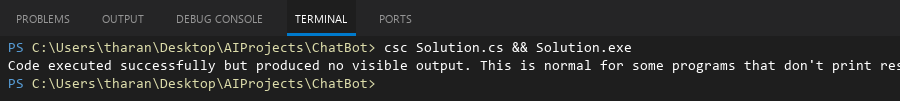 PROBLEMS OUTPUT DEBUG CONSOLE TERMINAL PORTS
PS C:\Users\tharan\Desktop\AIProjects\ChatBot> csc Solution.cs && Solution.exe
Code executed successfully but produced no visible output. This is normal for some programs that don't print res
PS C:\Users\tharan\Desktop\AIProjects\ChatBot>